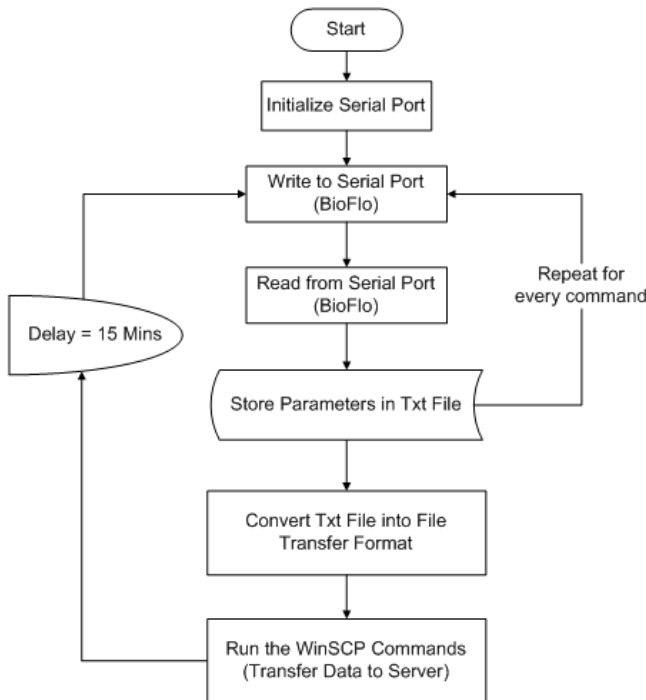 Start
Initialize Serial Port
Write to Serial Port
(BioFlo)
Read from Serial Port
(BioFlo)
Repeat for
every command
Delay = 15 Mins
Store Parameters in Txt File
Convert Txt File into File
Transfer Format
Run the WinSCP Commands
(Transfer Data to Server)